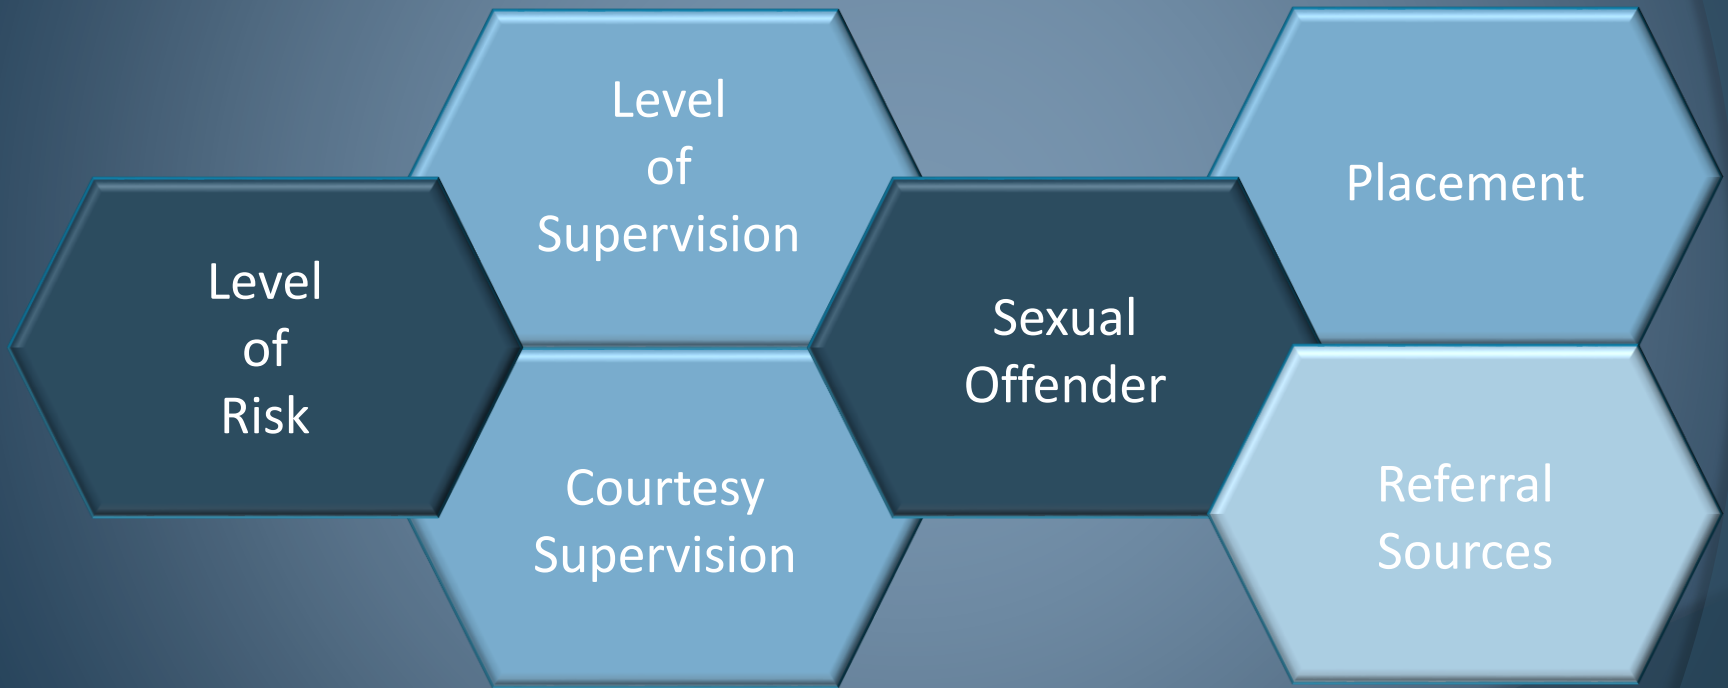 Level
of
Risk
Level
of
Supervision
Courtesy
Supervision
Sexual
Offender
Placement
Referral
Sources